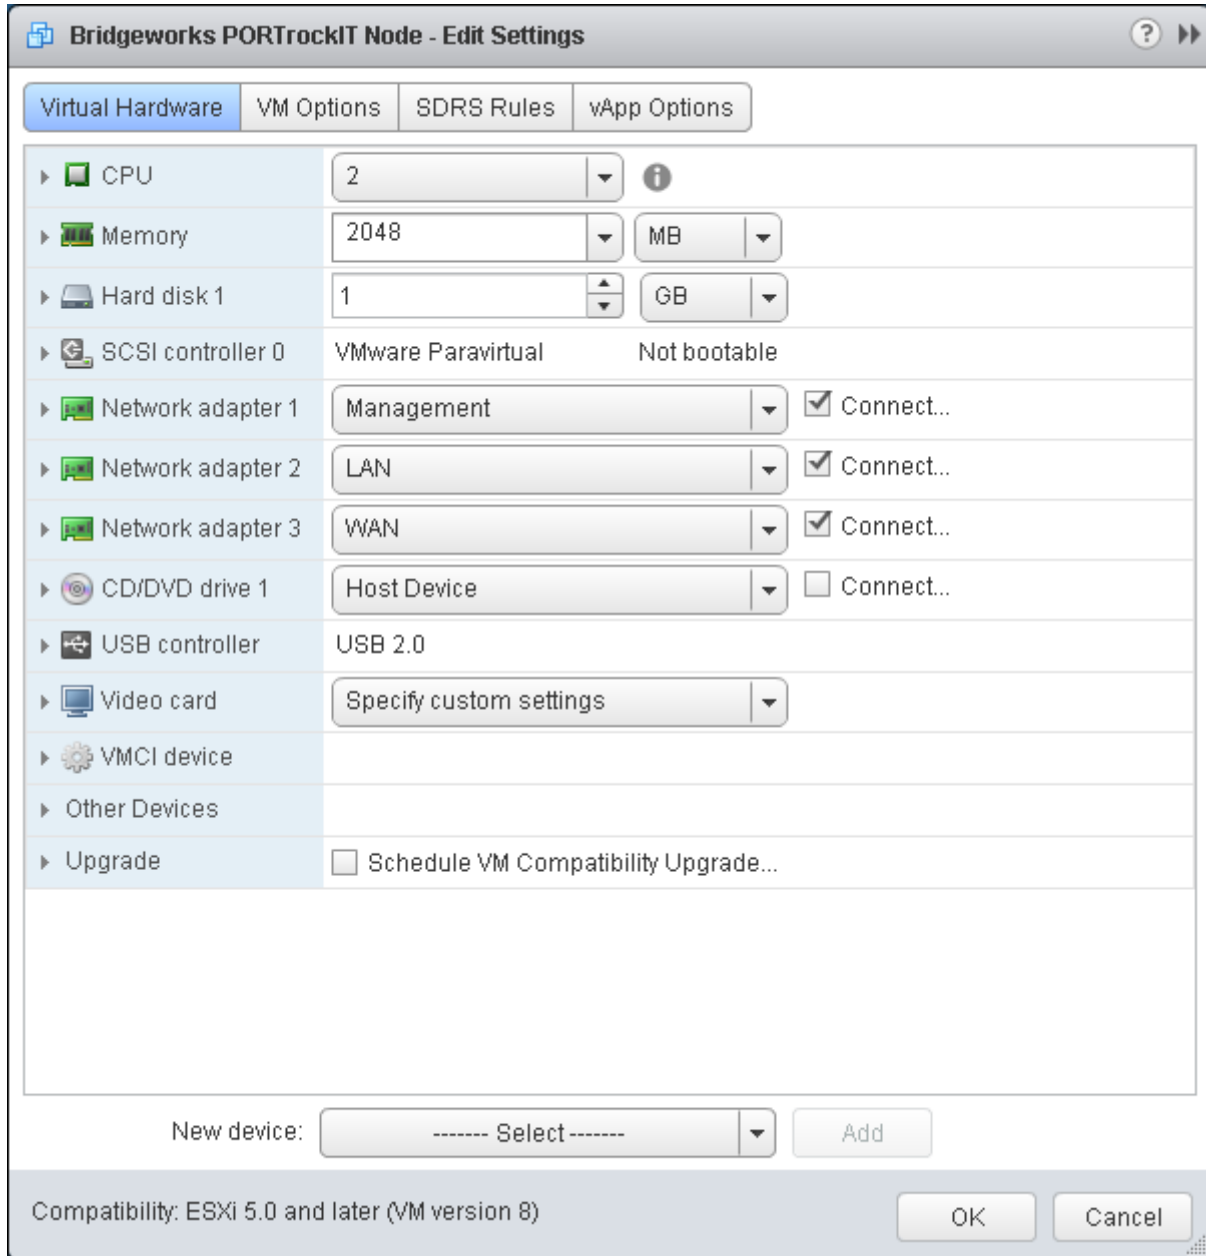 Bridgeworks PORTrockIT Node - Edit Settings ?
Virtual Hardware VM Options SDRS Rules vApp Options
CPU 2
Memory 2048 MB
Hard disk 1 1 GB
SCSI controller 0 VMware Paravirtual Not bootable
Network adapter 1 Management Connect...
Network adapter 2 LAN Connect...
Network adapter 3 WAN Connect...
CD/DVD drive 1 Host Device Connect...
USB controller USB 2.0
Video card Specify custom settings
VMCI device
Other Devices
Upgrade Schedule VM Compatibility Upgrade...
New device: ------- Select ------- Add
Compatibility: ESXi 5.0 and later (VM version 8) OK Cancel